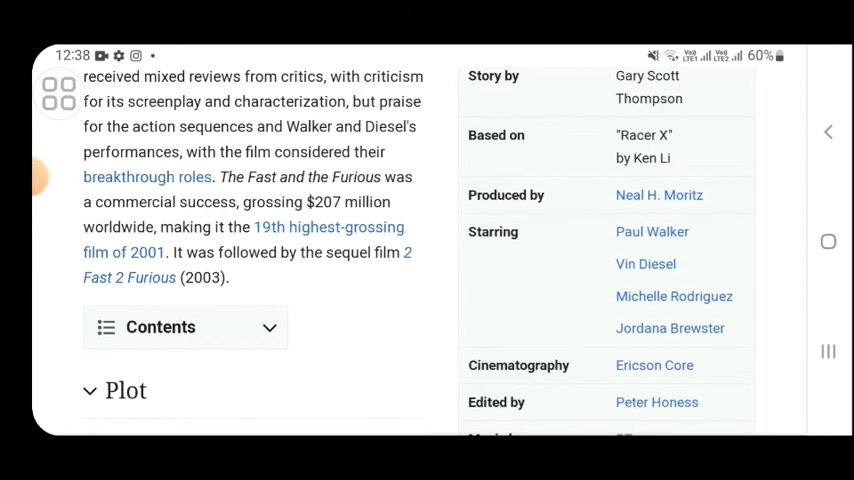 12:38
60%
received mixed reviews from critics, with criticism
for its screenplay and characterization, but praise
for the action sequences and Walker and Diesel's
performances, with the film considered their
breakthrough roles. The Fast and the Furious was
a commercial success, grossing $207 million
worldwide, making it the 19th highest-grossing
film of 2001. It was followed by the sequel film 2
Fast 2 Furious (2003).
Contents
Plot
Story by
Gary Scott
Thompson
Based on
"Racer X"
by Ken Li
Produced by
Neal H. Moritz
Starring
Paul Walker
Vin Diesel
Michelle Rodriguez
Jordana Brewster
Cinematography
Ericson Core
Edited by
Peter Honess